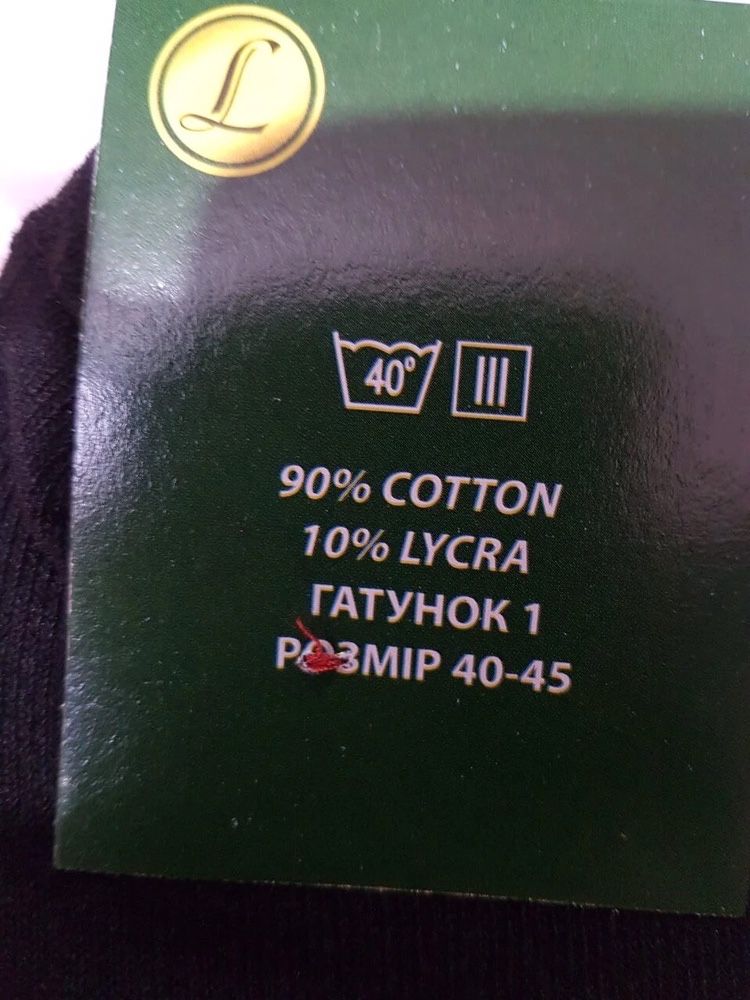 L
40°
90% COTTON
10% LYCRA
ГАТУНОК 1
РОЗМІР 40-45